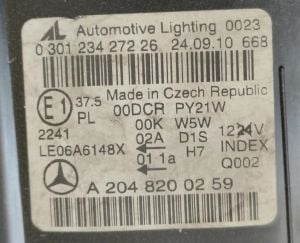 AL Automotive Lighting 0023
0 301 234 272 26 24.09.10 668
E1 37.5 Made in Czech Republic
PL 00DCR PY21W
2241 00K W5W 12/24V
LE06A6148X 02A D1S INDEX
01 1a H7 Q002
A 204 820 02 59